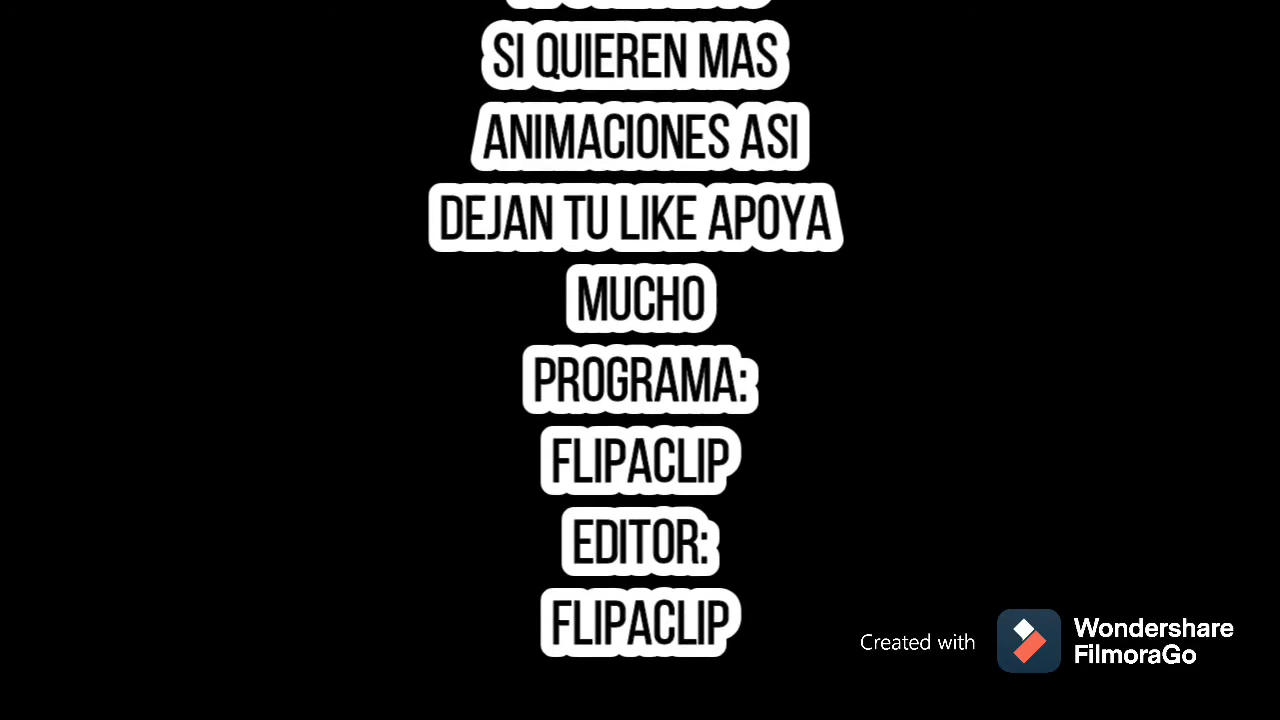 SI QUIEREN MAS
ANIMACIONES ASI
DEJAN TU LIKE APOYA
MUCHO
PROGRAMA:
FLIPACLIP
EDITOR:
FLIPACLIP
Created with
Wondershare
FilmoraGo